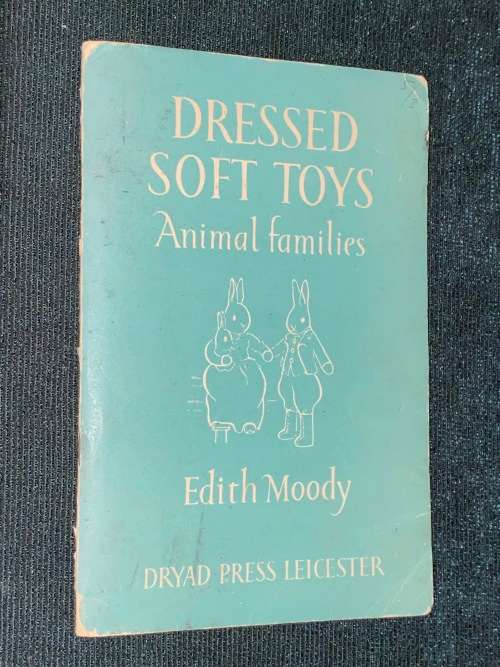 DRESSED
SOFT TOYS
Animal families
Edith Moody
DRYAD PRESS LEICESTER